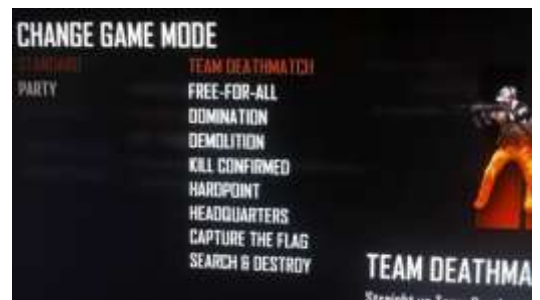 CHANGE GAME MODE
STANDARD
PARTY
TEAM DEATHMATCH
FREE-FOR-ALL
DOMINATION
DEMOLITION
KILL CONFIRMED
HARDPOINT
HEADQUARTERS
CAPTURE THE FLAG
SEARCH & DESTROY
TEAM DEATHMA